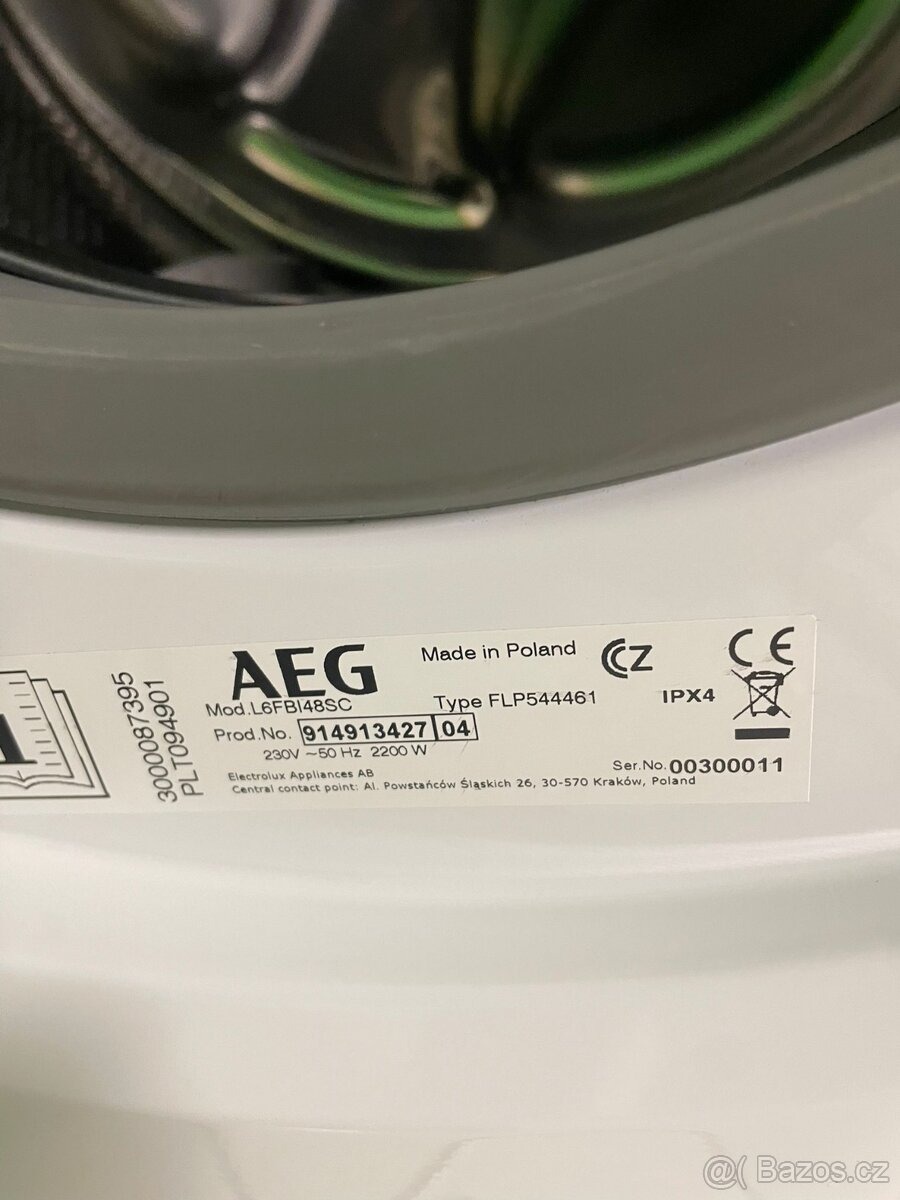 3000087395
PLT094901
AEG
Made in Poland
CZ
CE
Mod.L6FBI48SC
Type FLP544461
IPX4
Prod.No. 914913427 04
230V ~50 Hz 2200 W
Electrolux Appliances AB
Ser.No. 00300011
Central contact point: Al. Powstańców Śląskich 26, 30-570 Kraków, Poland
@( Bazos.cz